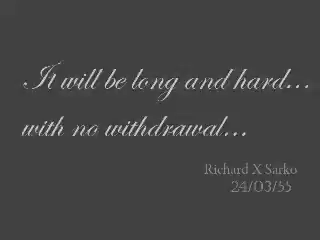 It will be long and hard...
with no withdrawal...
Richard X Sarko
24/03/55